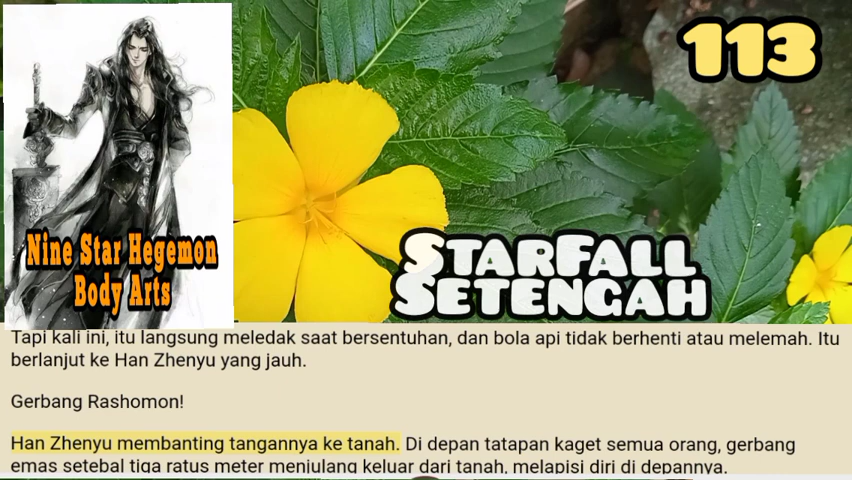 113
Nine Star Hegemon
Body Arts
StarFall
Setengah
Tapi kali ini, itu langsung meledak saat bersentuhan, dan bola api tidak berhenti atau melemah. Itu
berlanjut ke Han Zhenyu yang jauh.
Gerbang Rashomon!
Han Zhenyu membanting tangannya ke tanah. Di depan tatapan kaget semua orang, gerbang
emas setebal tiga ratus meter menjulang keluar dari tanah, melapisi diri di depannya.